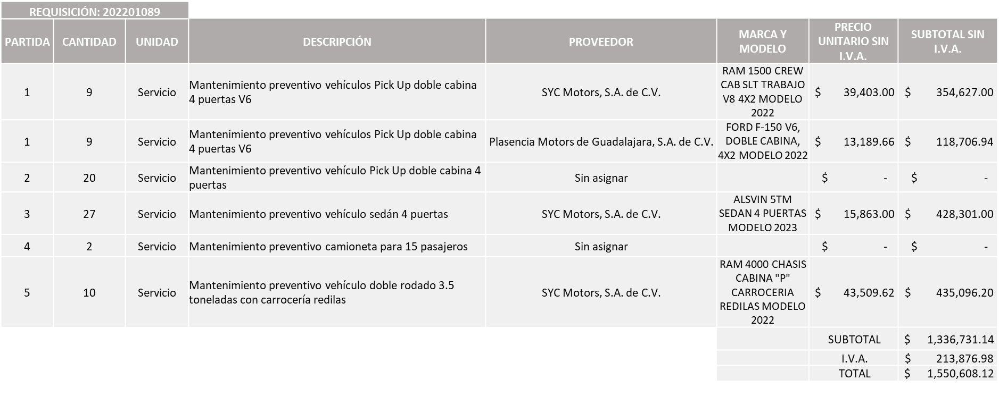 REQUISICIÓN: 202201089
PARTIDA CANTIDAD UNIDAD DESCRIPCIÓN PROVEEDOR MARCA Y MODELO PRECIO UNITARIO SIN I.V.A. SUBTOTAL SIN I.V.A.
1 9 Servicio Mantenimiento preventivo vehículos Pick Up doble cabina 4 puertas V6 SYC Motors, S.A. de C.V. RAM 1500 CREW CAB SLT TRABAJO V8 4X2 MODELO 2022 $ 39,403.00 $ 354,627.00
1 9 Servicio Mantenimiento preventivo vehículos Pick Up doble cabina 4 puertas V6 Plasencia Motors de Guadalajara, S.A. de C.V. FORD F-150 V6, DOBLE CABINA, 4X2 MODELO 2022 $ 13,189.66 $ 118,706.94
2 20 Servicio Mantenimiento preventivo vehículo Pick Up doble cabina 4 puertas Sin asignar $ - $ -
3 27 Servicio Mantenimiento preventivo vehículo sedán 4 puertas SYC Motors, S.A. de C.V. ALSVIN 5TM SEDAN 4 PUERTAS MODELO 2023 $ 15,863.00 $ 428,301.00
4 2 Servicio Mantenimiento preventivo camioneta para 15 pasajeros Sin asignar $ - $ -
5 10 Servicio Mantenimiento preventivo vehículo doble rodado 3.5 toneladas con carrocería redilas SYC Motors, S.A. de C.V. RAM 4000 CHASIS CABINA "P" CARROCERIA REDILAS MODELO 2022 $ 43,509.62 $ 435,096.20
SUBTOTAL $ 1,336,731.14
I.V.A. $ 213,876.98
TOTAL $ 1,550,608.12